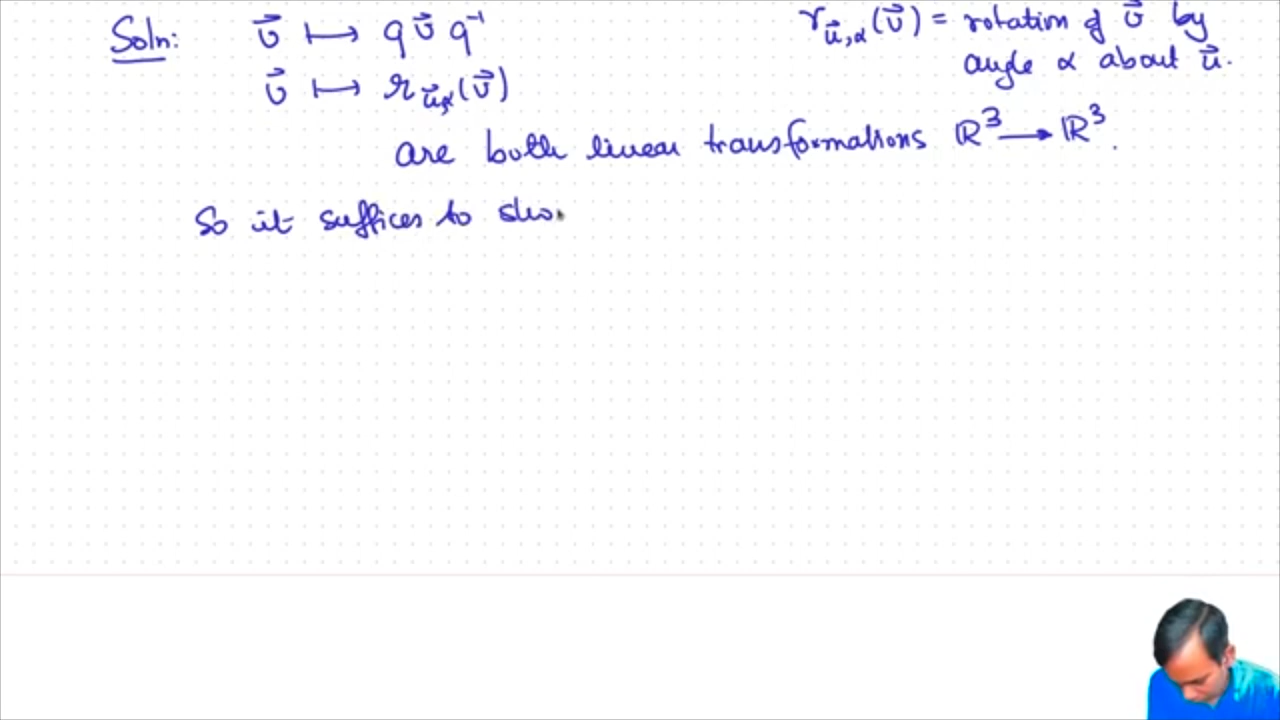 Soln: v⃗ ↦ q v⃗ q⁻¹
r_{u⃗,α}(v⃗) = rotation of v⃗ by
angle α about u⃗.
v⃗ ↦ r_{u⃗,α}(v⃗)
are both linear transformations ℝ³ → ℝ³.
So it suffices to sho